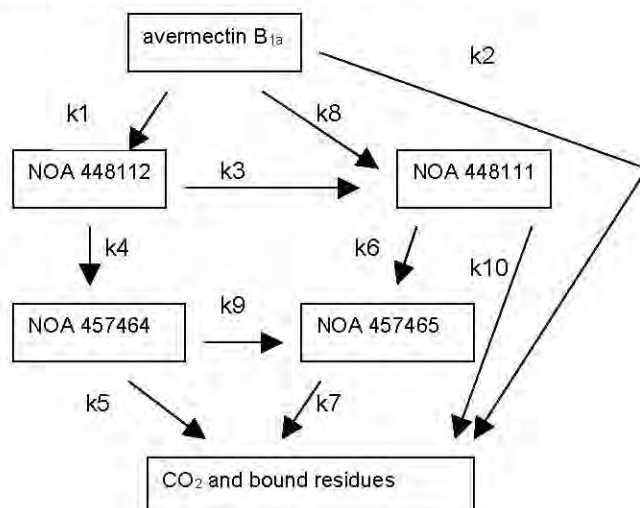 avermectin B₁ₐ
k2
k1
k8
NOA 448112
k3
NOA 448111
k4
k6
k10
NOA 457464
k9
NOA 457465
k5
k7
CO₂ and bound residues